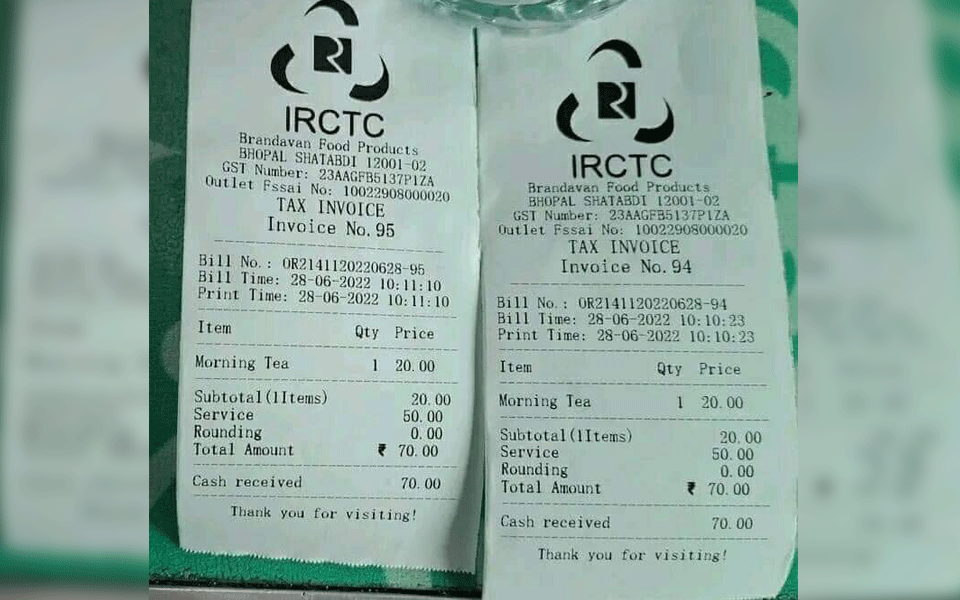 IRCTC
Brandavan Food Products
BHOPAL SHATABDI 12001-02
GST Number: 23AAGFB5137P1ZA
Outlet Fssai No: 10022908000020
TAX INVOICE
Invoice No. 95
Bill No.: OR2141120220628-95
Bill Time: 28-06-2022 10:11:10
Print Time: 28-06-2022 10:11:10
Item Qty Price
Morning Tea 1 20.00
Subtotal(1Items) 20.00
Service 50.00
Rounding 0.00
Total Amount ₹ 70.00
Cash received 70.00
Thank you for visiting!
IRCTC
Brandavan Food Products
BHOPAL SHATABDI 12001-02
GST Number: 23AAGFB5137P1ZA
Outlet Fssai No: 10022908000020
TAX INVOICE
Invoice No. 94
Bill No.: OR2141120220628-94
Bill Time: 28-06-2022 10:10:23
Print Time: 28-06-2022 10:10:23
Item Qty Price
Morning Tea 1 20.00
Subtotal(1Items) 20.00
Service 50.00
Rounding 0.00
Total Amount ₹ 70.00
Cash received 70.00
Thank you for visiting!